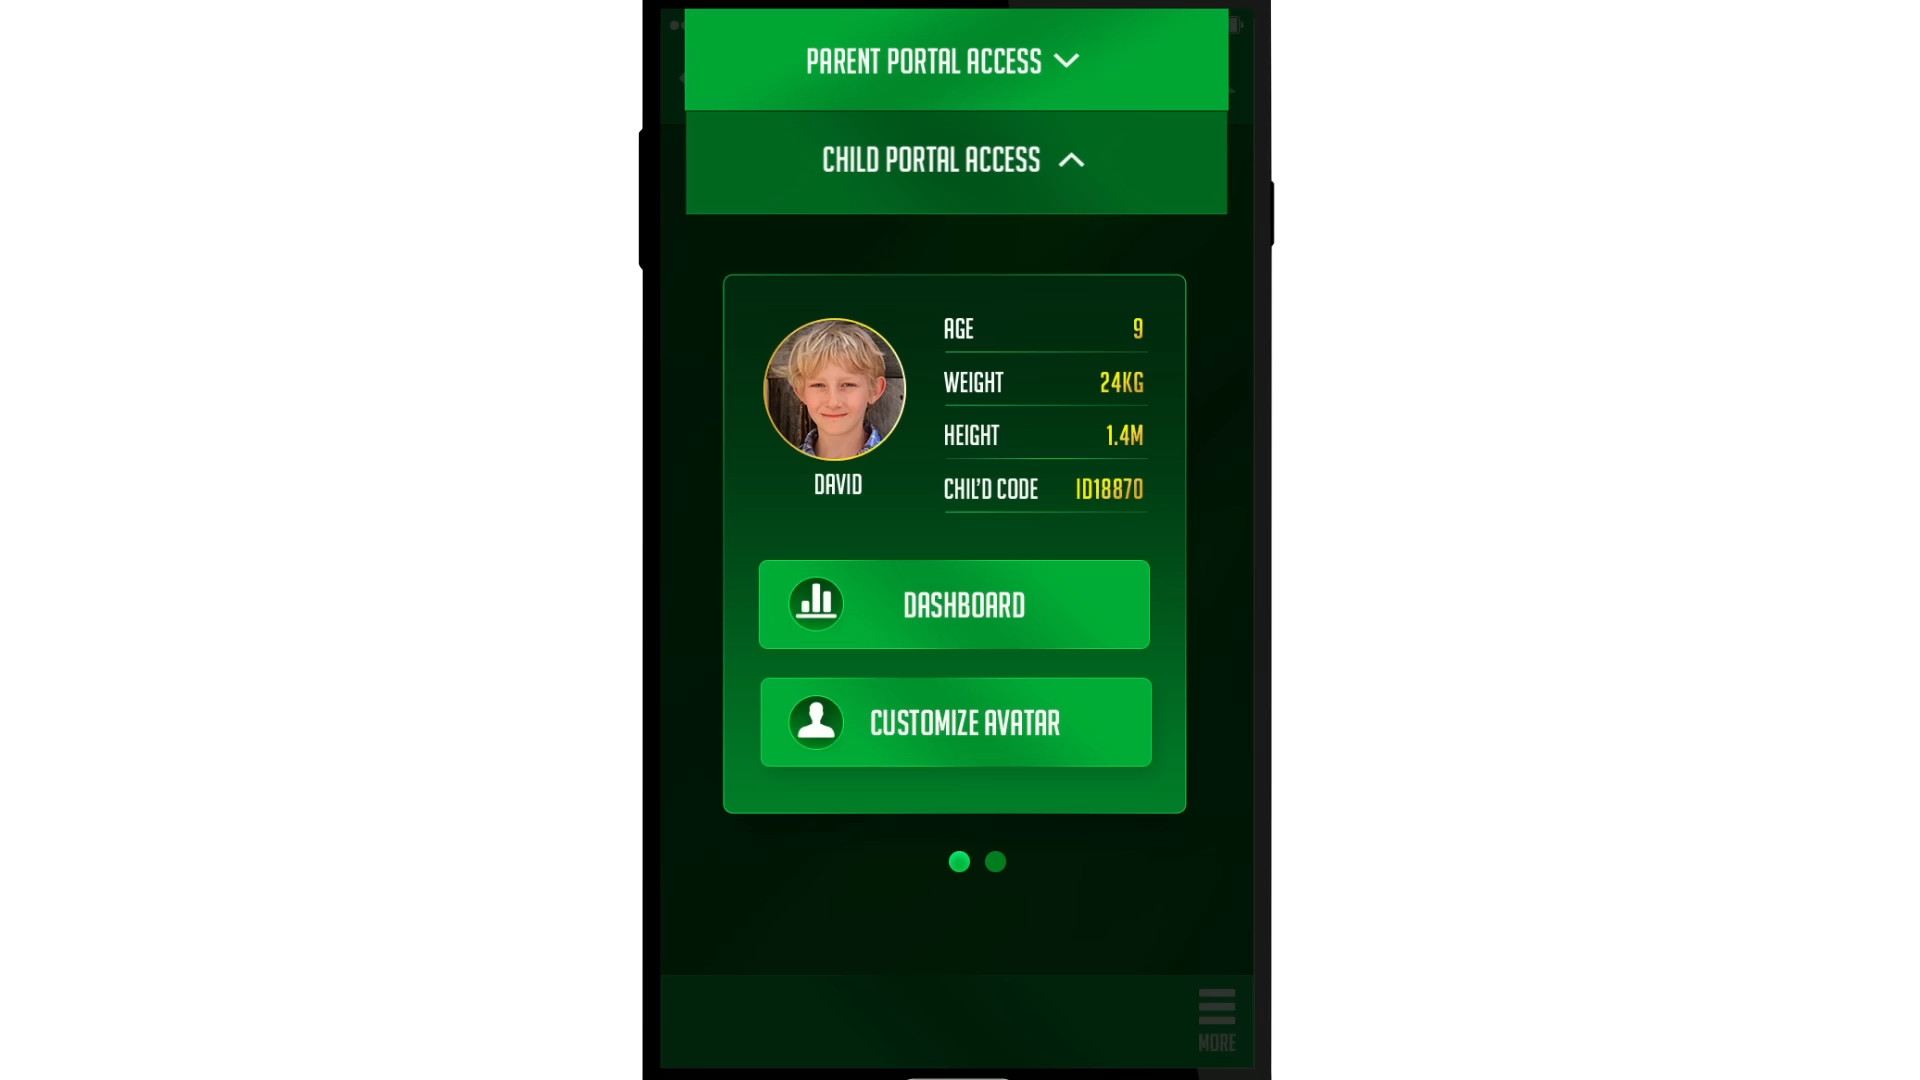 PARENT PORTAL ACCESS
CHILD PORTAL ACCESS
AGE 9
WEIGHT 24KG
HEIGHT 1.4M
CHIL'D CODE ID18870
DAVID
DASHBOARD
CUSTOMIZE AVATAR
MORE